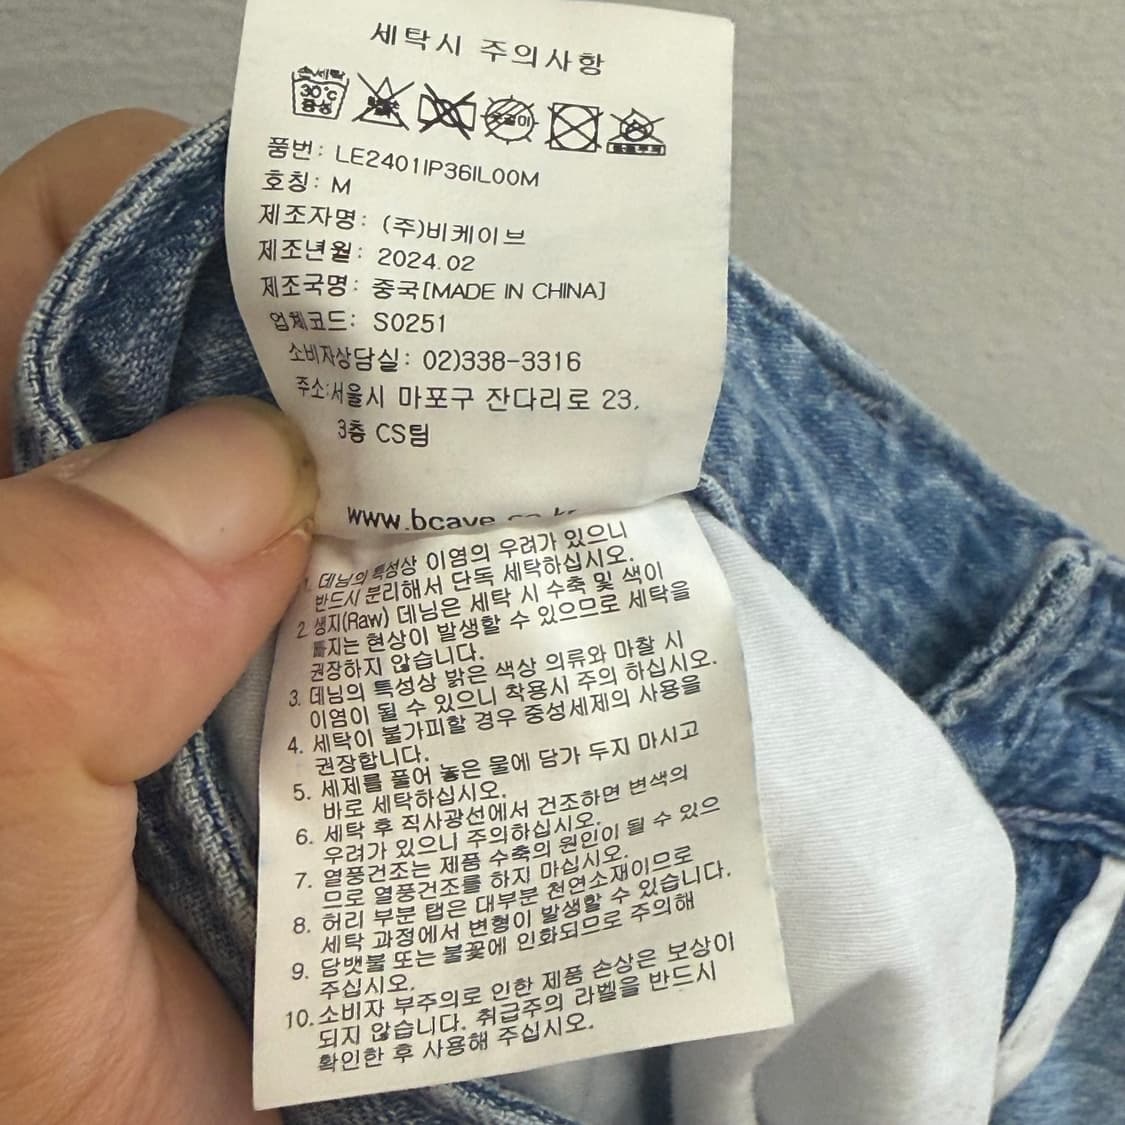 세탁시 주의사항
손세탁
30℃
중성
옷걸이
품번: LE2401IP36IL00M
호칭: M
제조자명: (주)비케이브
제조년월: 2024.02
제조국명: 중국[MADE IN CHINA]
업체코드: S0251
소비자상담실: 02)338-3316
주소:서울시 마포구 잔다리로 23,
3층 CS팀
www.bcave.co.kr
1. 데님의 특성상 이염의 우려가 있으니
반드시 분리해서 단독 세탁하십시오.
2. 생지(Raw) 데님은 세탁 시 수축 및 색이
빠지는 현상이 발생할 수 있으므로 세탁을
권장하지 않습니다.
3. 데님의 특성상 밝은 색상 의류와 마찰 시
이염이 될 수 있으니 착용시 주의 하십시오.
4. 세탁이 불가피할 경우 중성세제의 사용을
권장합니다.
5. 세제를 풀어 놓은 물에 담가 두지 마시고
바로 세탁하십시오.
6. 세탁 후 직사광선에서 건조하면 변색의
우려가 있으니 주의하십시오.
7. 열풍건조는 제품 수축의 원인이 될 수 있으
므로 열풍건조를 하지 마십시오.
8. 허리 부분 탭은 대부분 천연소재이므로
세탁 과정에서 변형이 발생할 수 있습니다.
9. 담뱃불 또는 불꽃에 인화되므로 주의해
주십시오.
10. 소비자 부주의로 인한 제품 손상은 보상이
되지 않습니다. 취급주의 라벨을 반드시
확인한 후 사용해 주십시오.